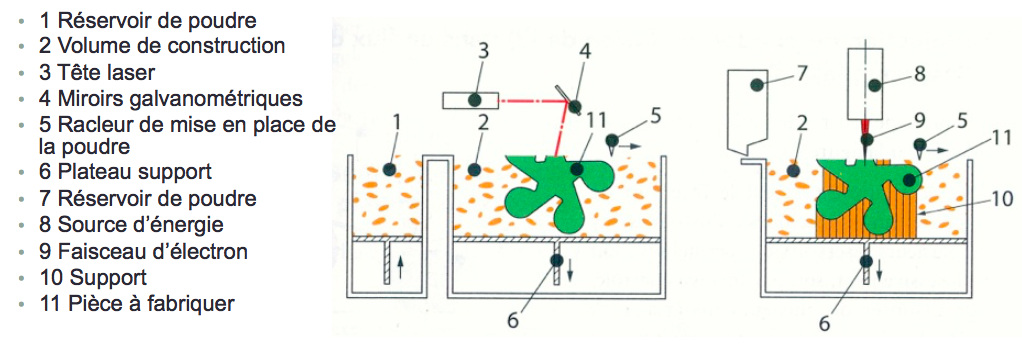 1 Réservoir de poudre
2 Volume de construction
3 Tête laser
4 Miroirs galvanométriques
5 Racleur de mise en place de
la poudre
6 Plateau support
7 Réservoir de poudre
8 Source d'énergie
9 Faisceau d'électron
10 Support
11 Pièce à fabriquer
3 4
1 2 11 5
6
7 8
2 9 5 11
10
6